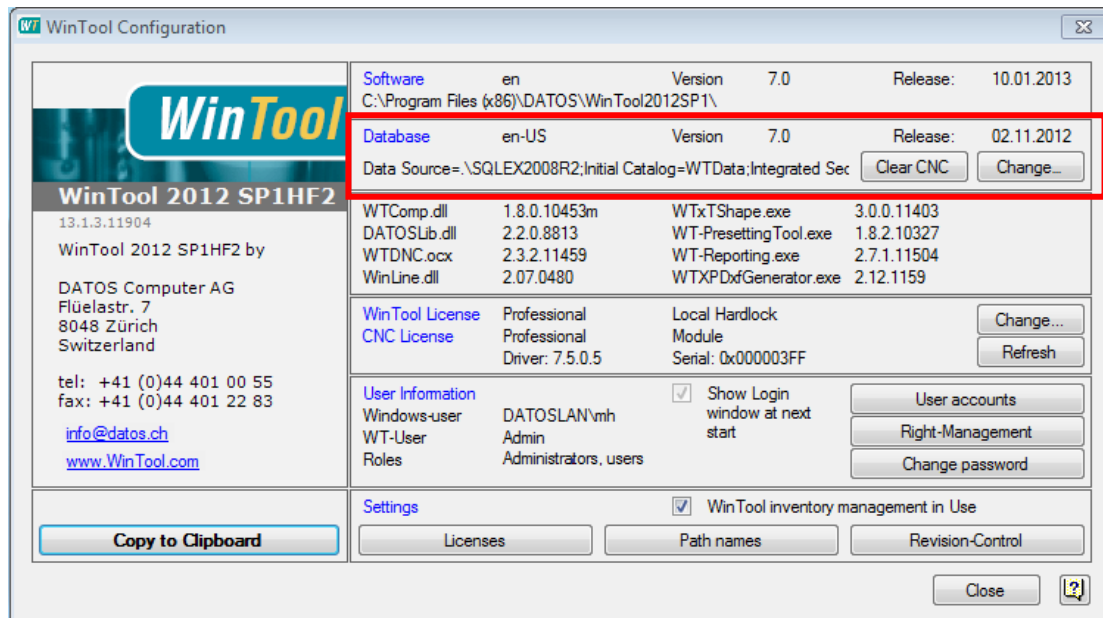 WinTool Configuration
WinTool
WinTool 2012 SP1HF2
13.1.3.11904
WinTool 2012 SP1HF2 by
DATOS Computer AG
Flüelastr. 7
8048 Zürich
Switzerland
tel: +41 (0)44 401 00 55
fax: +41 (0)44 401 22 83
info@datos.ch
www.WinTool.com
Copy to Clipboard
Software en Version 7.0 Release: 10.01.2013
C:\Program Files (x86)\DATOS\WinTool2012SP1\
Database en-US Version 7.0 Release: 02.11.2012
Data Source=.\SQLEX2008R2;Initial Catalog=WTData;Integrated Sec Clear CNC Change...
WTComp.dll 1.8.0.10453m WTxTShape.exe 3.0.0.11403
DATOSLib.dll 2.2.0.8813 WT-PresettingTool.exe 1.8.2.10327
WTDNC.ocx 2.3.2.11459 WT-Reporting.exe 2.7.1.11504
WinLine.dll 2.07.0480 WTXPDxfGenerator.exe 2.12.1159
WinTool License Professional Local Hardlock Change...
CNC License Professional Module
Driver: 7.5.0.5 Serial: 0x000003FF Refresh
User Information Show Login User accounts
Windows-user DATOSLAN\mh window at next
WT-User Admin start Right-Management
Roles Administrators, users Change password
Settings WinTool inventory management in Use
Licenses Path names Revision-Control
Close